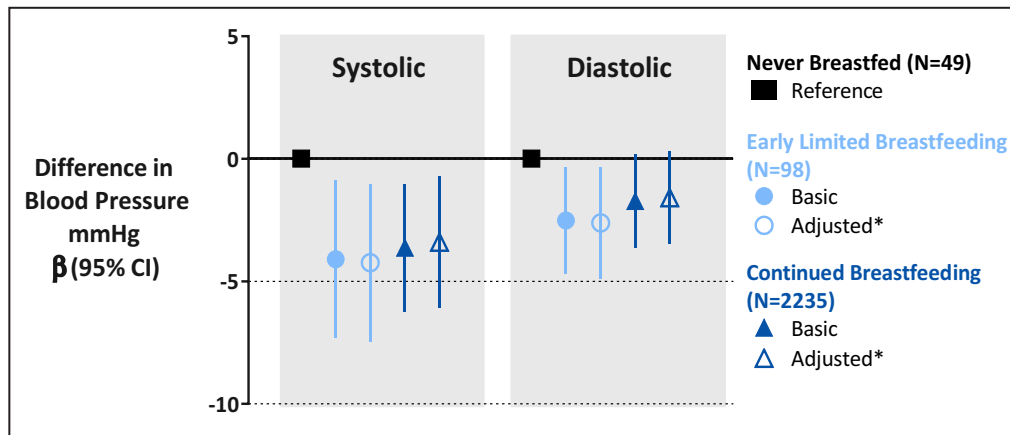 5
Systolic
Diastolic
0
-5
-10
Difference in
Blood Pressure
mmHg
β (95% CI)
Never Breastfed (N=49)
Reference
Early Limited Breastfeeding
(N=98)
Basic
Adjusted*
Continued Breastfeeding
(N=2235)
Basic
Adjusted*